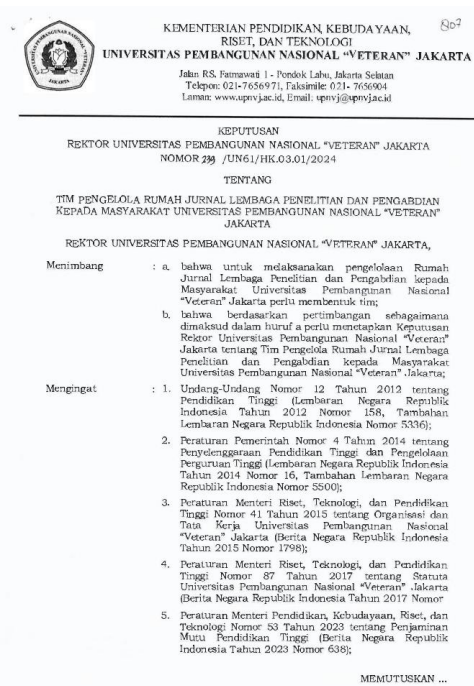 KEMENTERIAN PENDIDIKAN, KEBUDAYAAN,
RISET, DAN TEKNOLOGI
UNIVERSITAS PEMBANGUNAN NASIONAL “VETERAN” JAKARTA
Jalan RS. Fatmawati 1 - Pondok Labu, Jakarta Selatan
Telepon: 021-7656971, Faksimile: 021- 7656904
Laman: www.upnvj.ac.id, Email: upnvj@upnvj.ac.id
KEPUTUSAN
REKTOR UNIVERSITAS PEMBANGUNAN NASIONAL “VETERAN” JAKARTA
NOMOR 239 /UN61/HK.03.01/2024
TENTANG
TIM PENGELOLA RUMAH JURNAL LEMBAGA PENELITIAN DAN PENGABDIAN
KEPADA MASYARAKAT UNIVERSITAS PEMBANGUNAN NASIONAL “VETERAN”
JAKARTA
REKTOR UNIVERSITAS PEMBANGUNAN NASIONAL “VETERAN” JAKARTA,
Menimbang : a. bahwa untuk melaksanakan pengelolaan Rumah
Jurnal Lembaga Penelitian dan Pengabdian kepada
Masyarakat Universitas Pembangunan Nasional
“Veteran” Jakarta perlu membentuk tim;
b. bahwa berdasarkan pertimbangan sebagaimana
dimaksud dalam huruf a perlu menetapkan Keputusan
Rektor Universitas Pembangunan Nasional “Veteran”
Jakarta tentang Tim Pengelola Rumah Jurnal Lembaga
Penelitian dan Pengabdian kepada Masyarakat
Universitas Pembangunan Nasional “Veteran” Jakarta;
Mengingat : 1. Undang-Undang Nomor 12 Tahun 2012 tentang
Pendidikan Tinggi (Lembaran Negara Republik
Indonesia Tahun 2012 Nomor 158, Tambahan
Lembaran Negara Republik Indonesia Nomor 5336);
2. Peraturan Pemerintah Nomor 4 Tahun 2014 tentang
Penyelenggaraan Pendidikan Tinggi dan Pengelolaan
Perguruan Tinggi (Lembaran Negara Republik Indonesia
Tahun 2014 Nomor 16, Tambahan Lembaran Negara
Republik Indonesia Nomor 5500);
3. Peraturan Menteri Riset, Teknologi, dan Pendidikan
Tinggi Nomor 41 Tahun 2015 tentang Organisasi dan
Tata Kerja Universitas Pembangunan Nasional
“Veteran” Jakarta (Berita Negara Republik Indonesia
Tahun 2015 Nomor 1798);
4. Peraturan Menteri Riset, Teknologi, dan Pendidikan
Tinggi Nomor 87 Tahun 2017 tentang Statuta
Universitas Pembangunan Nasional “Veteran” Jakarta
(Berita Negara Republik Indonesia Tahun 2017 Nomor
5. Peraturan Menteri Pendidikan, Kebudayaan, Riset, dan
Teknologi Nomor 53 Tahun 2023 tentang Penjaminan
Mutu Pendidikan Tinggi (Berita Negara Republik
Indonesia Tahun 2023 Nomor 638);
MEMUTUSKAN ...